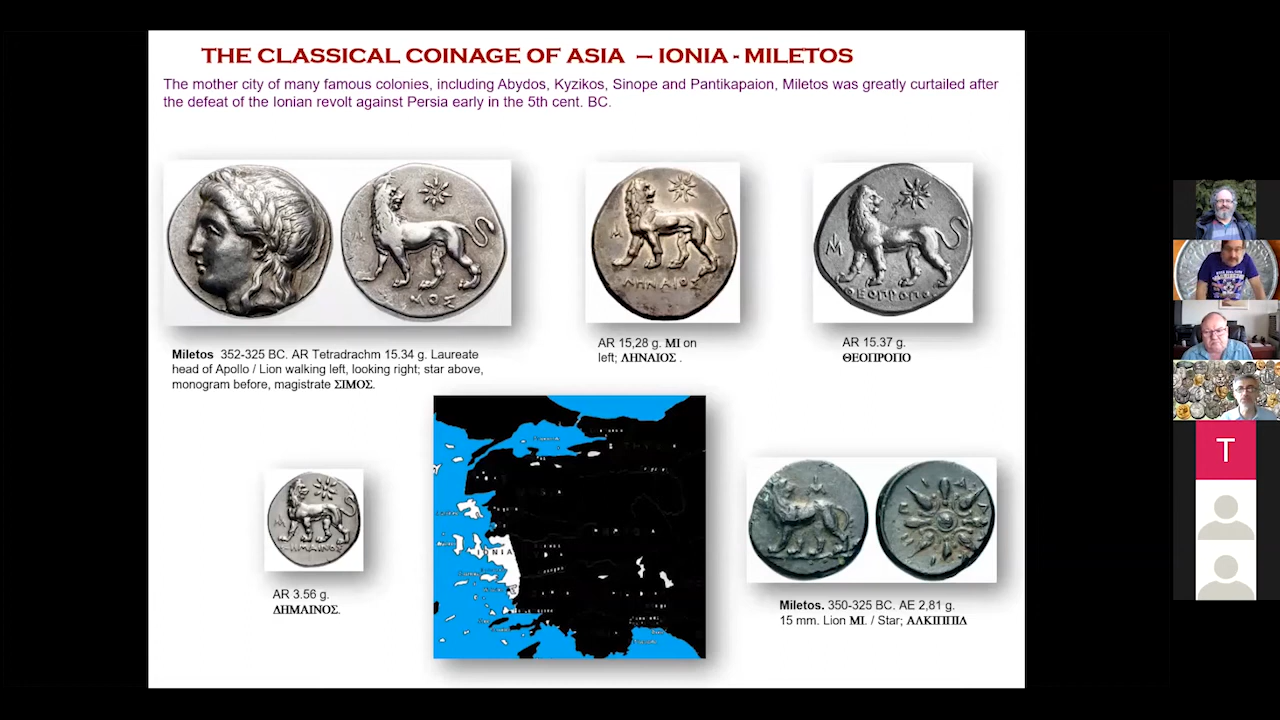 THE CLASSICAL COINAGE OF ASIA – IONIA - MILETOS
The mother city of many famous colonies, including Abydos, Kyzikos, Sinope and Pantikapaion, Miletos was greatly curtailed after
the defeat of the Ionian revolt against Persia early in the 5th cent. BC.
Miletos 352-325 BC. AR Tetradrachm 15.34 g. Laureate
head of Apollo / Lion walking left, looking right; star above,
monogram before, magistrate ΣΙΜΟΣ.
AR 15,28 g. ΜΙ on
left; ΛΗΝΑΙΟΣ .
AR 15.37 g.
ΘΕΟΠΡΟΠΟ
AR 3.56 g.
ΔΗΜΑΙΝΟΣ.
IONIA
Miletos. 350-325 BC. AE 2,81 g.
15 mm. Lion ΜΙ. / Star; ΑΛΚΙΠΠΙΔ
T